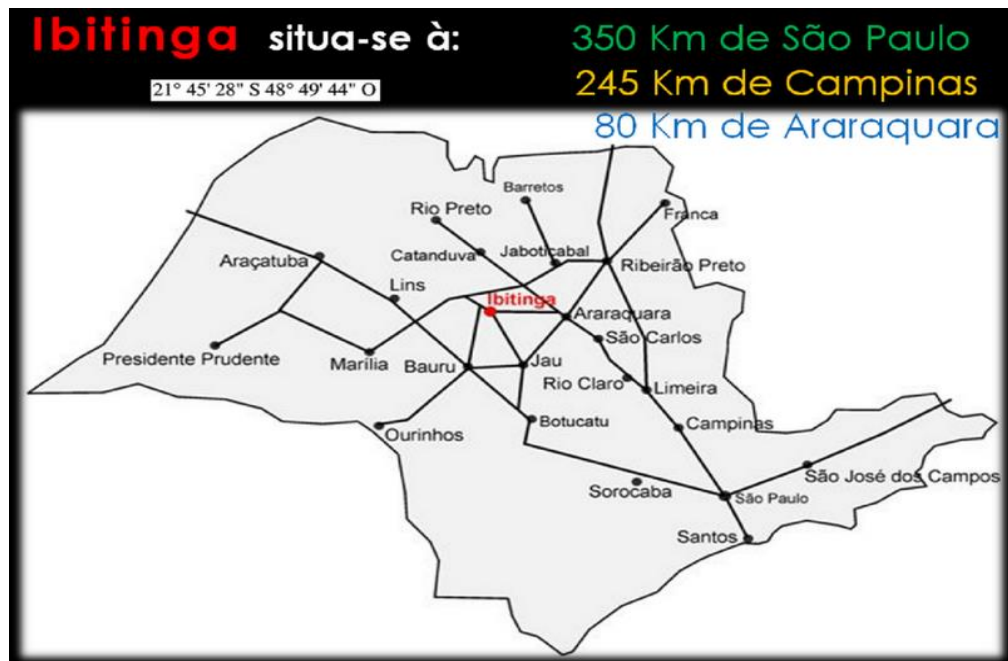 Ibitinga situa-se à: 350 Km de São Paulo
21° 45' 28" S 48° 49' 44" O 245 Km de Campinas
80 Km de Araraquara
Barretos
Rio Preto
Franca
Catanduva
Jaboticabal
Araçatuba
Ribeirão Preto
Lins
Ibitinga
Araraquara
São Carlos
Presidente Prudente
Marília
Bauru
Jau
Rio Claro
Limeira
Ourinhos
Botucatu
Campinas
São José dos Campos
Sorocaba
São Paulo
Santos